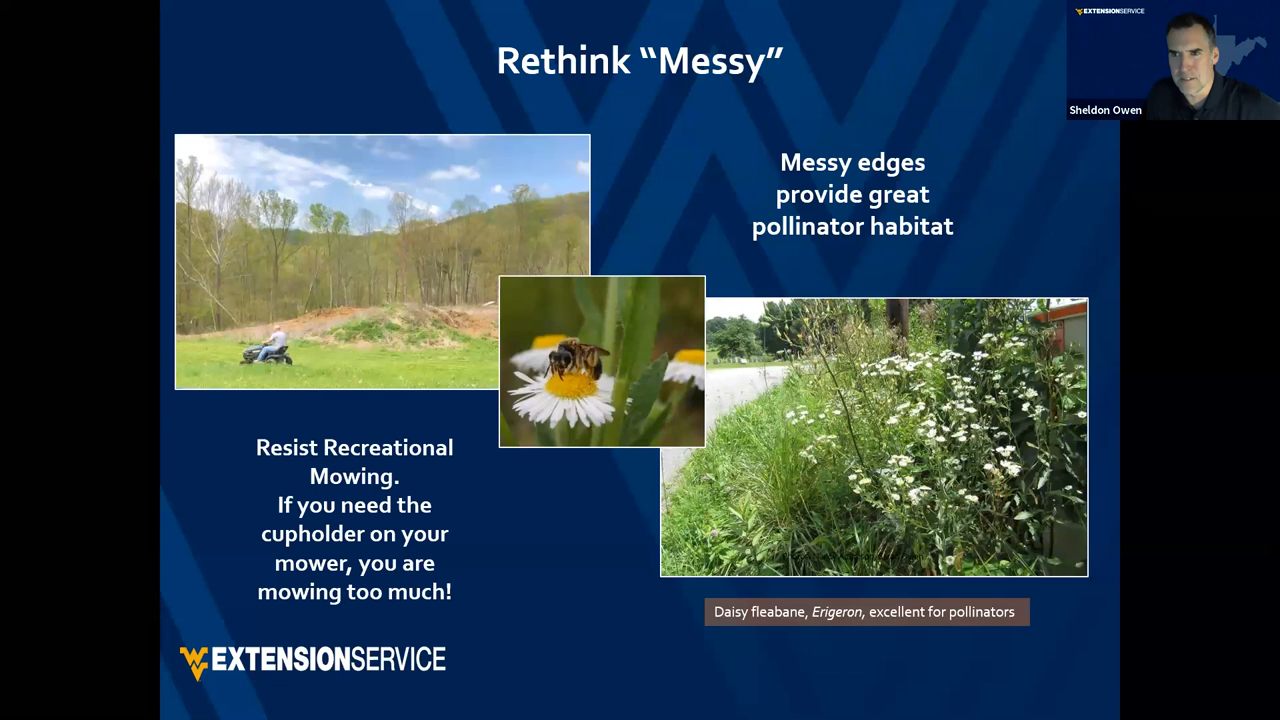 EXTENSIONSERVICE
Sheldon Owen
Rethink “Messy”
Messy edges
provide great
pollinator habitat
Resist Recreational
Mowing.
If you need the
cupholder on your
mower, you are
mowing too much!
Daisy fleabane, Erigeron, excellent for pollinators
EXTENSIONSERVICE